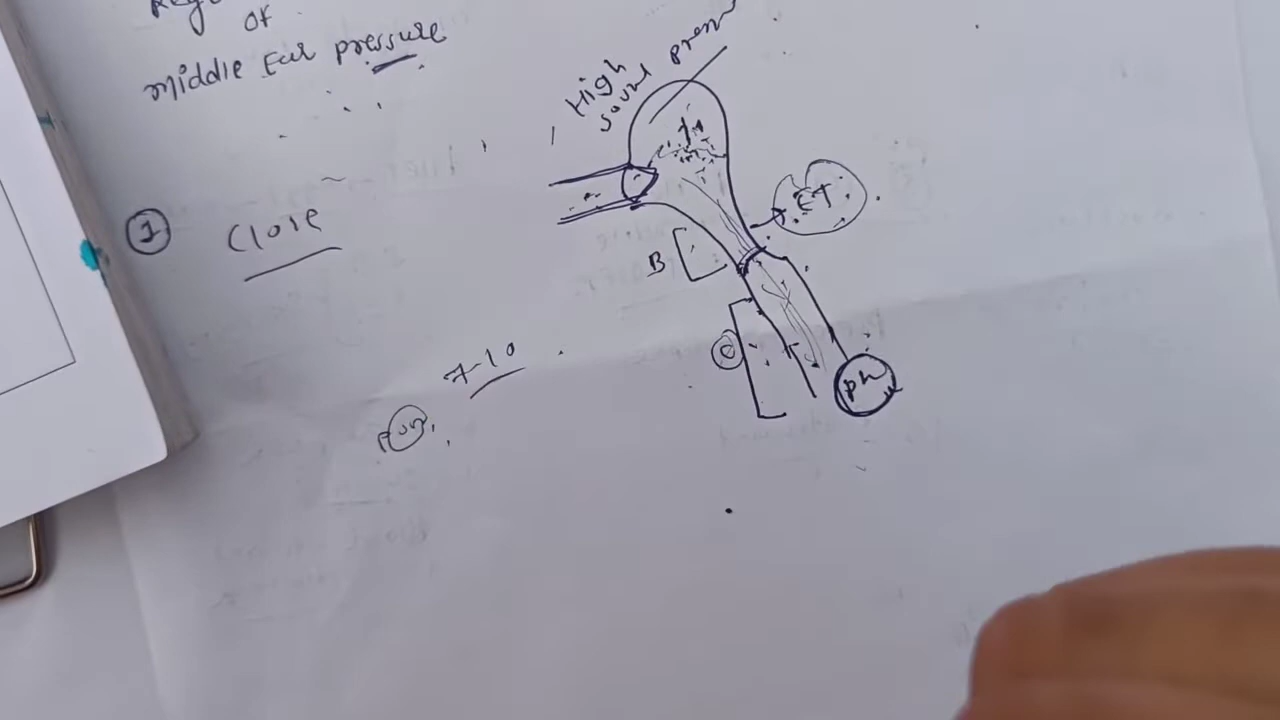 of
middle Ear pressure
High
sound
① Close
ET
B
C
7-10
ph